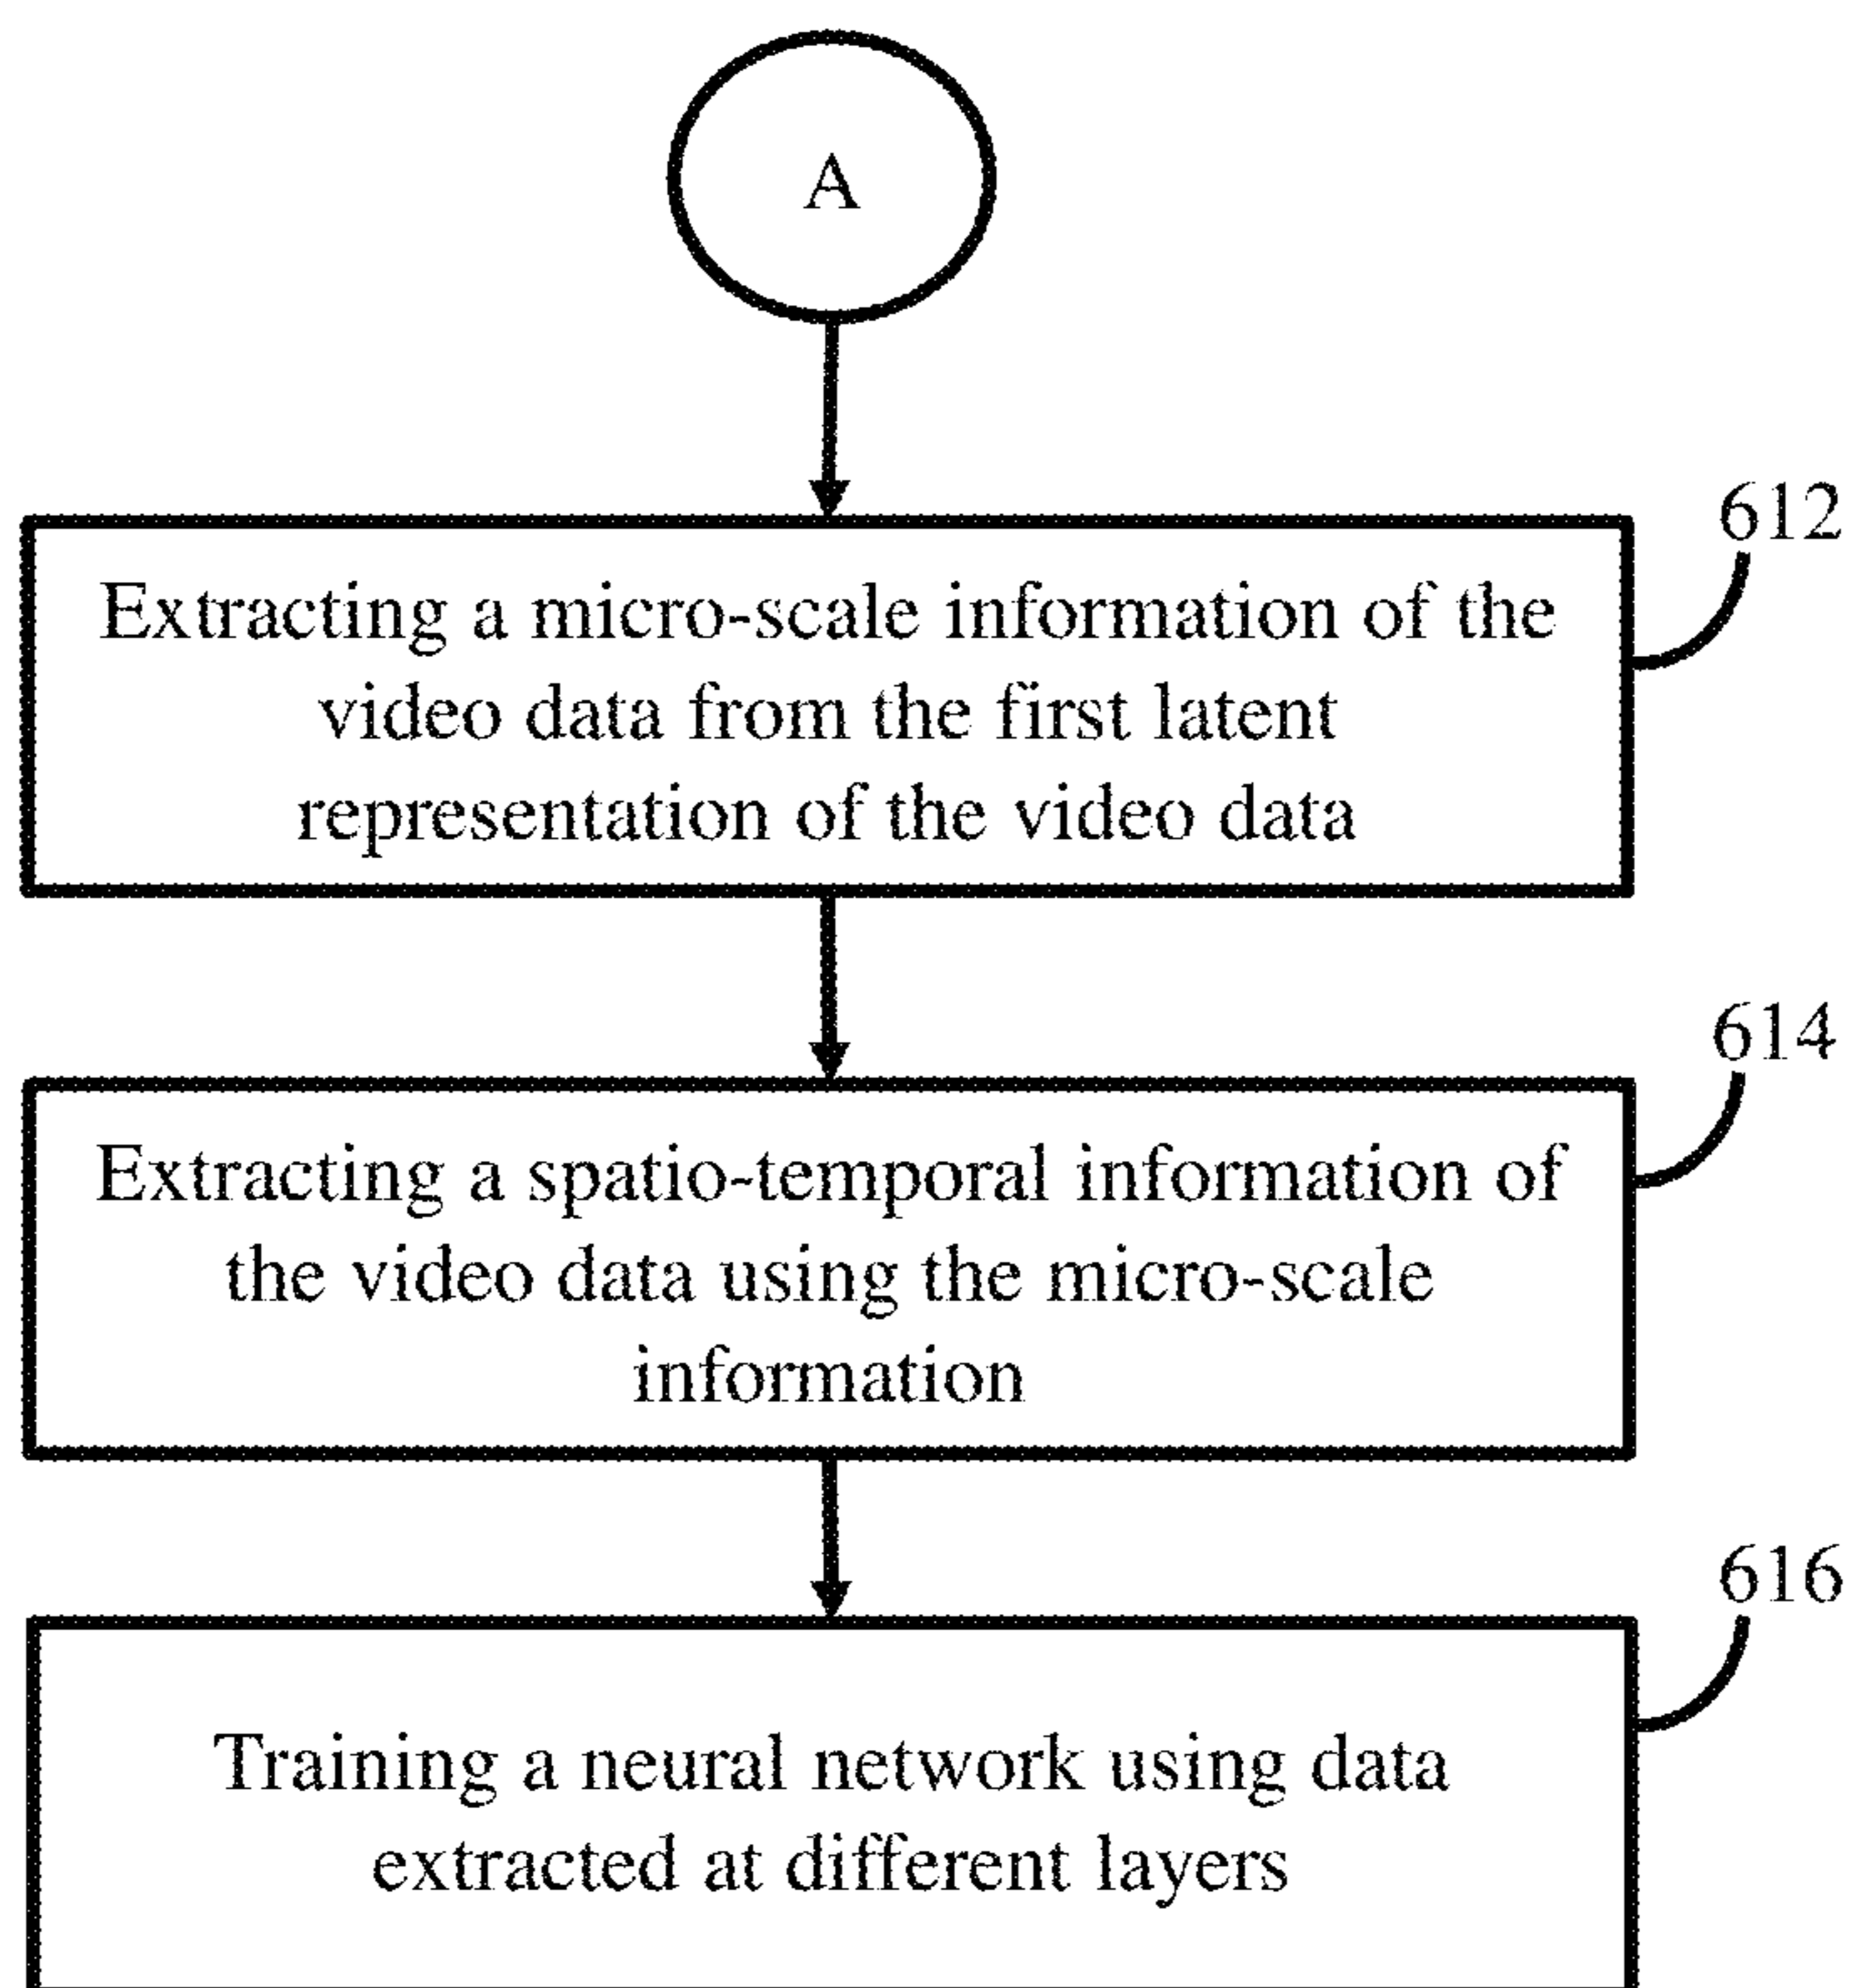 A
612
Extracting a micro-scale information of the
video data from the first latent
representation of the video data
614
Extracting a spatio-temporal information of
the video data using the micro-scale
information
616
Training a neural network using data
extracted at different layers